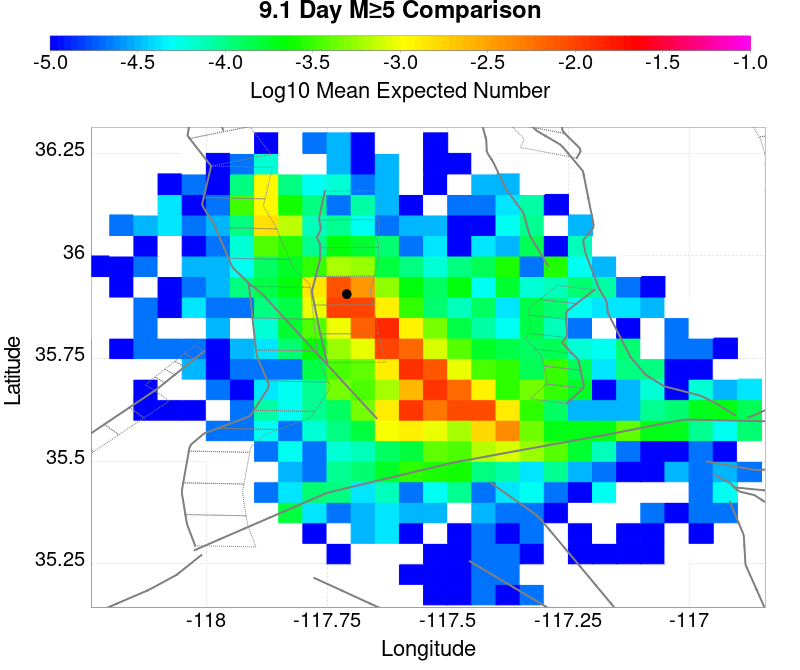 9.1 Day M≥5 Comparison
-5.0 -4.5 -4.0 -3.5 -3.0 -2.5 -2.0 -1.5 -1.0
Log10 Mean Expected Number
36.25
36
35.75
35.5
35.25
Latitude
-118 -117.75 -117.5 -117.25 -117
Longitude